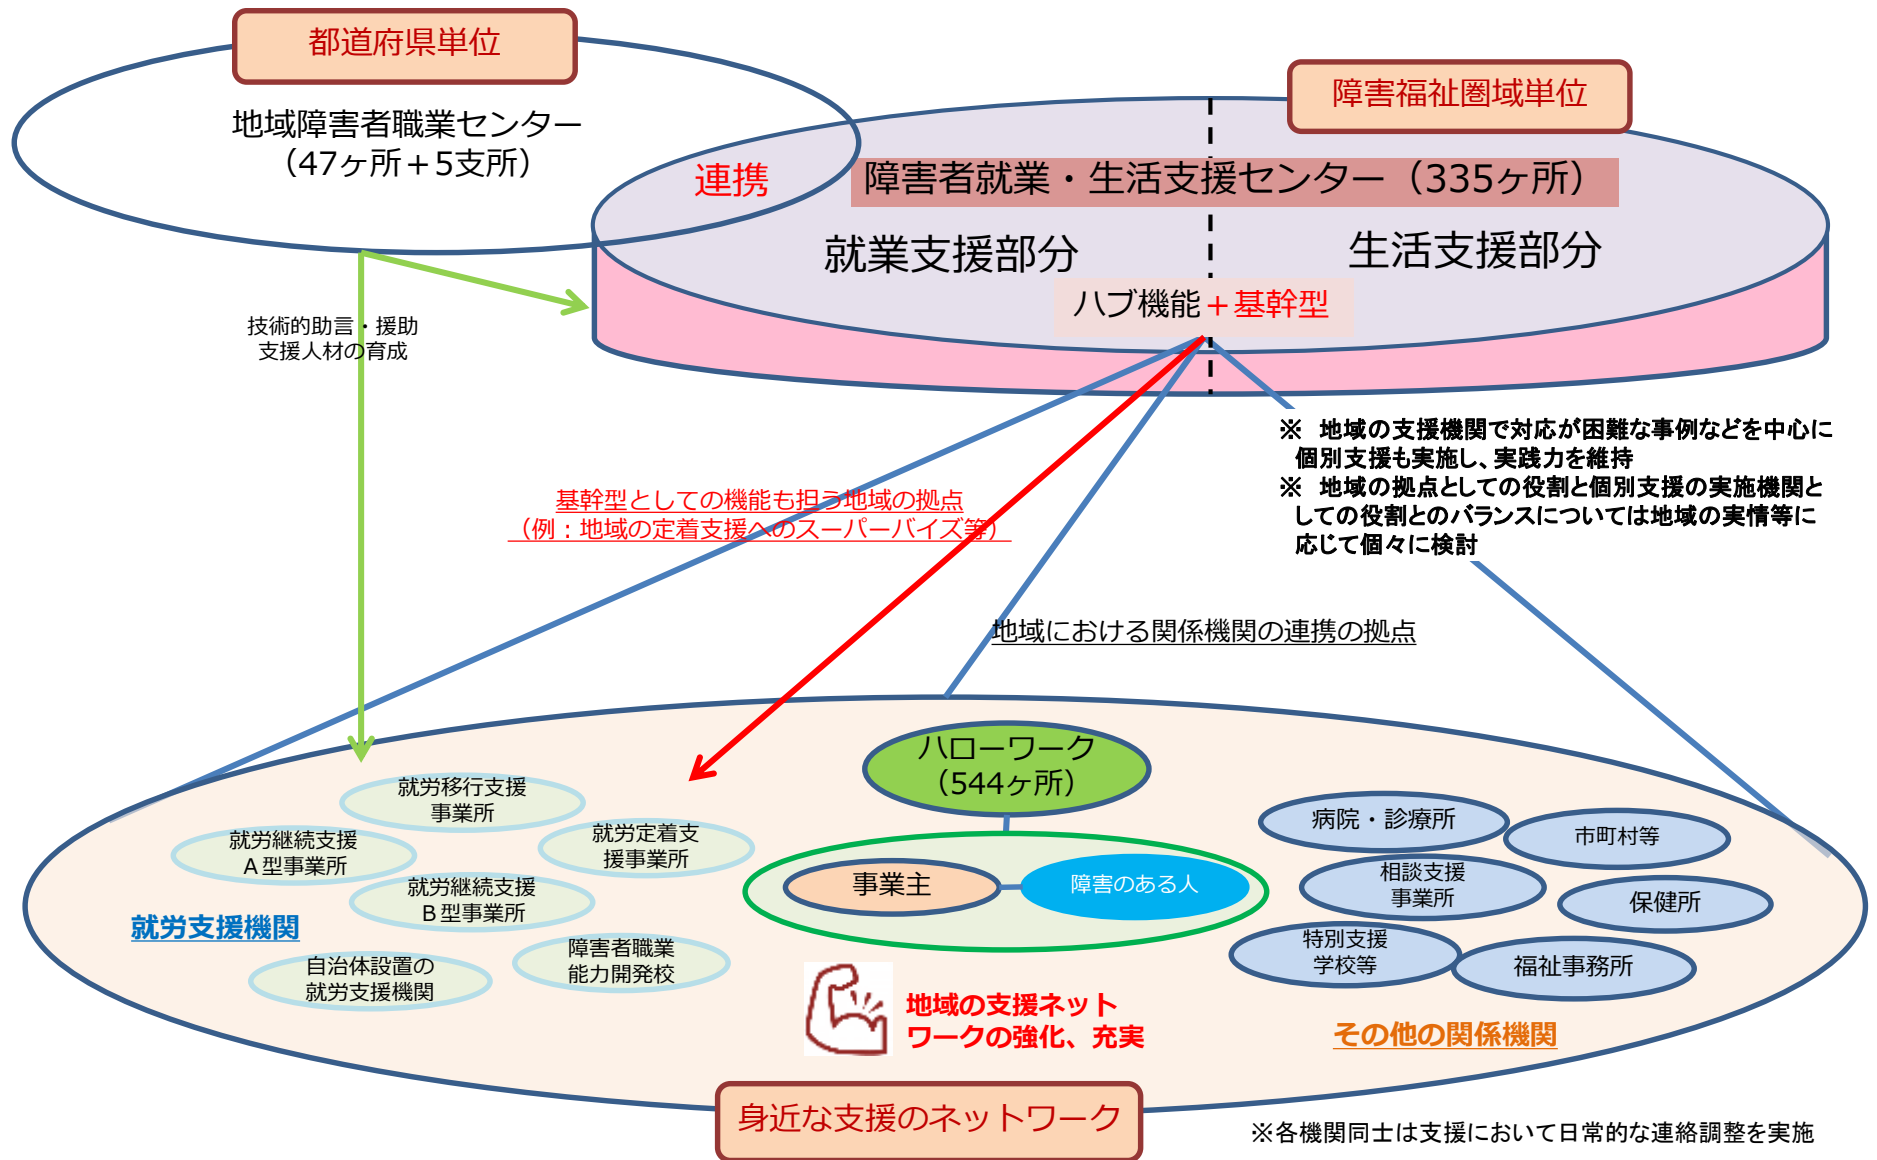 都道府県単位
地域障害者職業センター
（47ヶ所＋5支所）
障害福祉圏域単位
連携
障害者就業・生活支援センター（335ヶ所）
就業支援部分
生活支援部分
ハブ機能＋基幹型
技術的助言・援助
支援人材の育成
※　地域の支援機関で対応が困難な事例などを中心に
個別支援も実施し、実践力を維持
※　地域の拠点としての役割と個別支援の実施機関と
しての役割とのバランスについては地域の実情等に
応じて個々に検討
基幹型としての機能も担う地域の拠点
（例：地域の定着支援へのスーパーバイズ等）
地域における関係機関の連携の拠点
ハローワーク
（544ヶ所）
就労移行支援
事業所
就労継続支援
Ａ型事業所
就労定着支
援事業所
就労継続支援
Ｂ型事業所
就労支援機関
自治体設置の
就労支援機関
障害者職業
能力開発校
事業主
障害のある人
病院・診療所
市町村等
相談支援
事業所
保健所
特別支援
学校等
福祉事務所
地域の支援ネット
ワークの強化、充実
その他の関係機関
身近な支援のネットワーク
※各機関同士は支援において日常的な連絡調整を実施